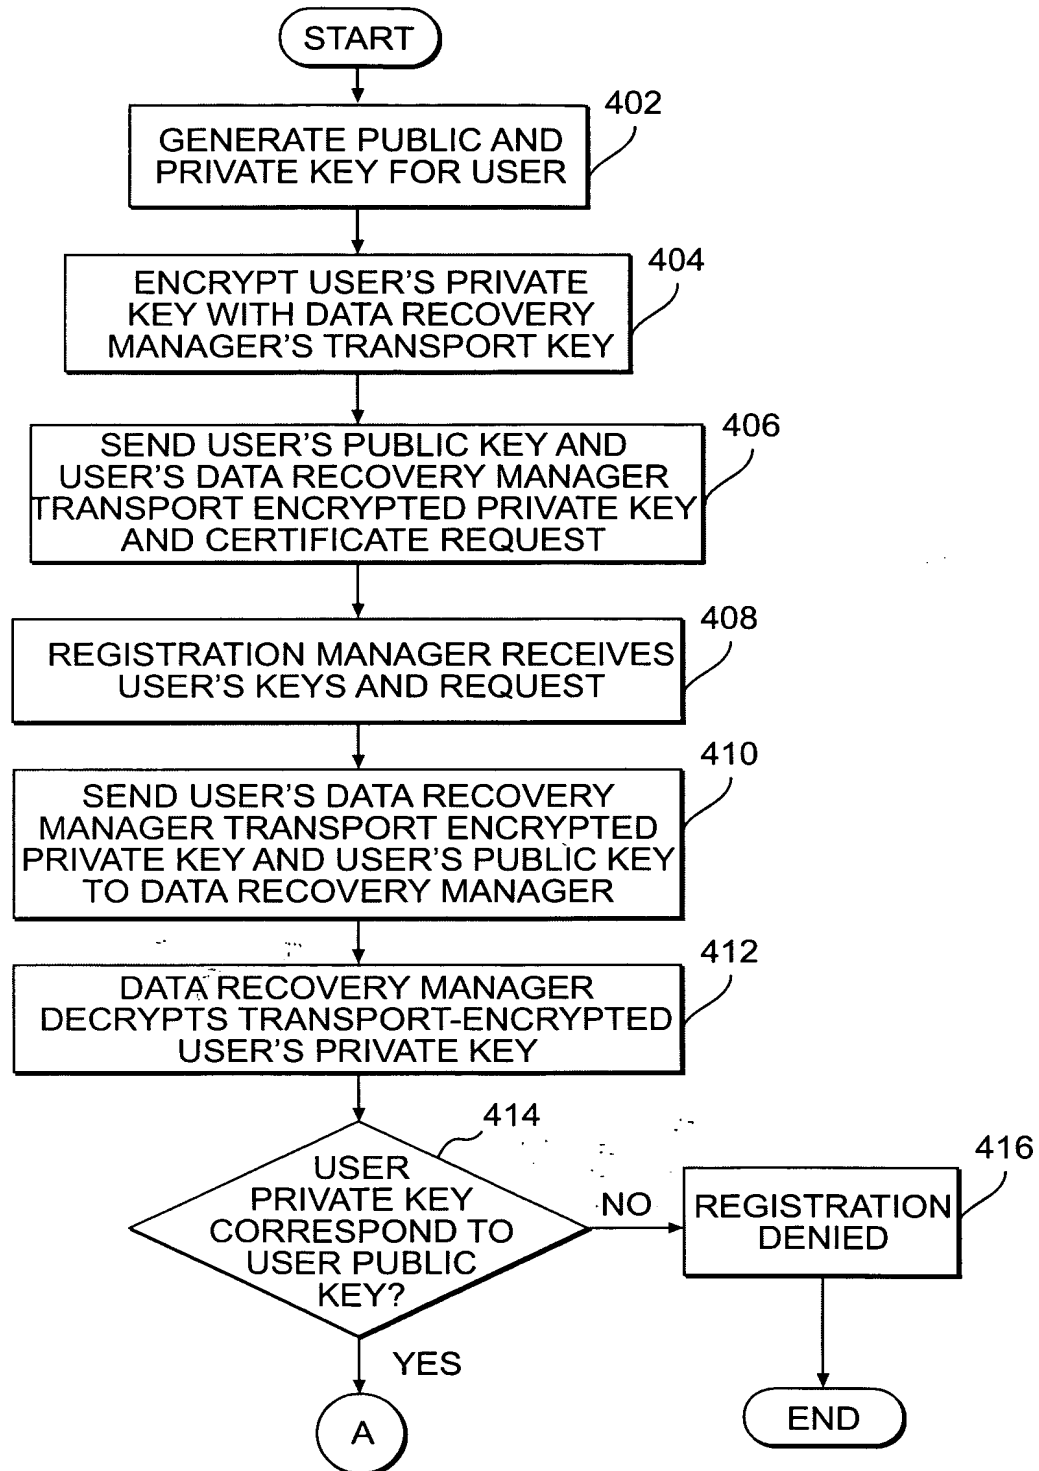 START
402
GENERATE PUBLIC AND
PRIVATE KEY FOR USER
404
ENCRYPT USER'S PRIVATE
KEY WITH DATA RECOVERY
MANAGER'S TRANSPORT KEY
406
SEND USER'S PUBLIC KEY AND
USER'S DATA RECOVERY MANAGER
TRANSPORT ENCRYPTED PRIVATE KEY
AND CERTIFICATE REQUEST
408
REGISTRATION MANAGER RECEIVES
USER'S KEYS AND REQUEST
410
SEND USER'S DATA RECOVERY
MANAGER TRANSPORT ENCRYPTED
PRIVATE KEY AND USER'S PUBLIC KEY
TO DATA RECOVERY MANAGER
412
DATA RECOVERY MANAGER
DECRYPTS TRANSPORT-ENCRYPTED
USER'S PRIVATE KEY
414
USER
PRIVATE KEY
CORRESPOND TO
USER PUBLIC
KEY?
NO
416
REGISTRATION
DENIED
YES
A
END